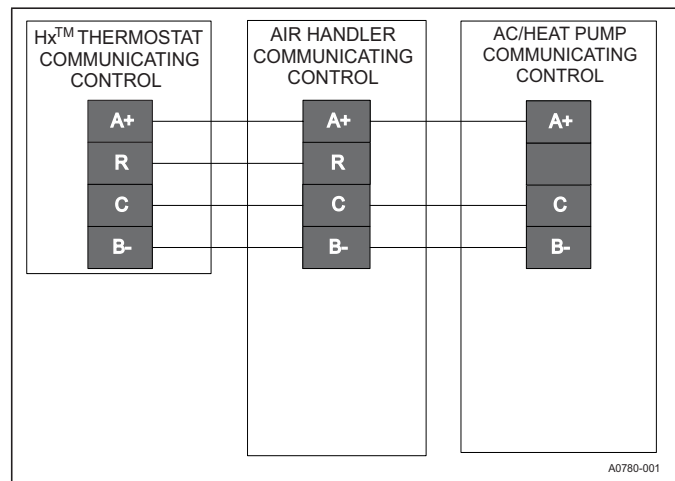 Hx™ THERMOSTAT
COMMUNICATING
CONTROL
A+
R
C
B-
AIR HANDLER
COMMUNICATING
CONTROL
A+
R
C
B-
AC/HEAT PUMP
COMMUNICATING
CONTROL
A+
C
B-
A0780-001